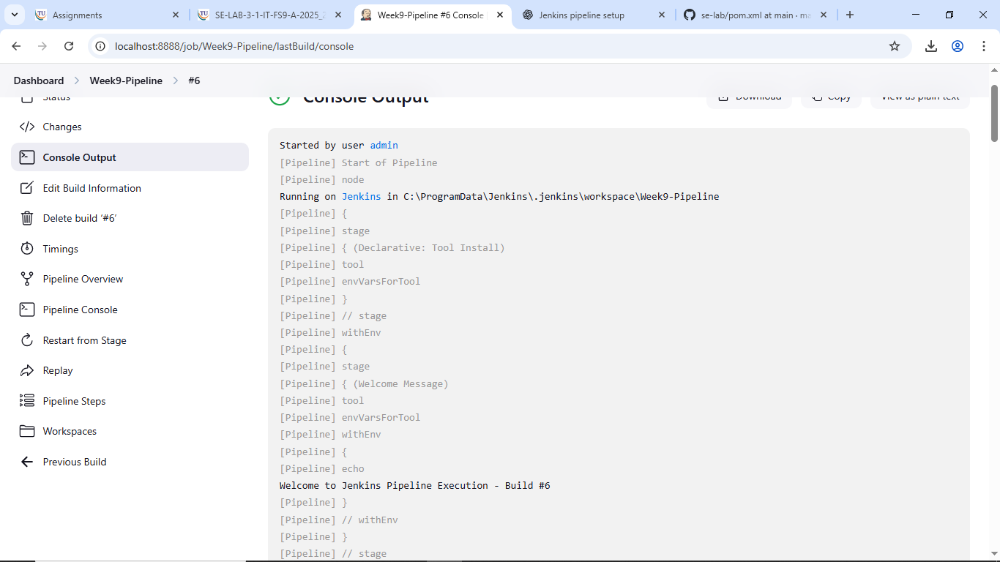 Assignments
SE-LAB-3-1-IT-FS9-A-2025_2
Week9-Pipeline #6 Console
Jenkins pipeline setup
se-lab/pom.xml at main · ma
localhost:8888/job/Week9-Pipeline/lastBuild/console
Dashboard
Week9-Pipeline
#6
Status
Changes
Console Output
Edit Build Information
Delete build ‘#6’
Timings
Pipeline Overview
Pipeline Console
Restart from Stage
Replay
Pipeline Steps
Workspaces
Previous Build
Console Output
Download
Copy
View as plain text
Started by user admin
[Pipeline] Start of Pipeline
[Pipeline] node
Running on Jenkins in C:\ProgramData\Jenkins\.jenkins\workspace\Week9-Pipeline
[Pipeline] {
[Pipeline] stage
[Pipeline] { (Declarative: Tool Install)
[Pipeline] tool
[Pipeline] envVarsForTool
[Pipeline] }
[Pipeline] // stage
[Pipeline] withEnv
[Pipeline] {
[Pipeline] stage
[Pipeline] { (Welcome Message)
[Pipeline] tool
[Pipeline] envVarsForTool
[Pipeline] withEnv
[Pipeline] {
[Pipeline] echo
Welcome to Jenkins Pipeline Execution - Build #6
[Pipeline] }
[Pipeline] // withEnv
[Pipeline] }
[Pipeline] // stage